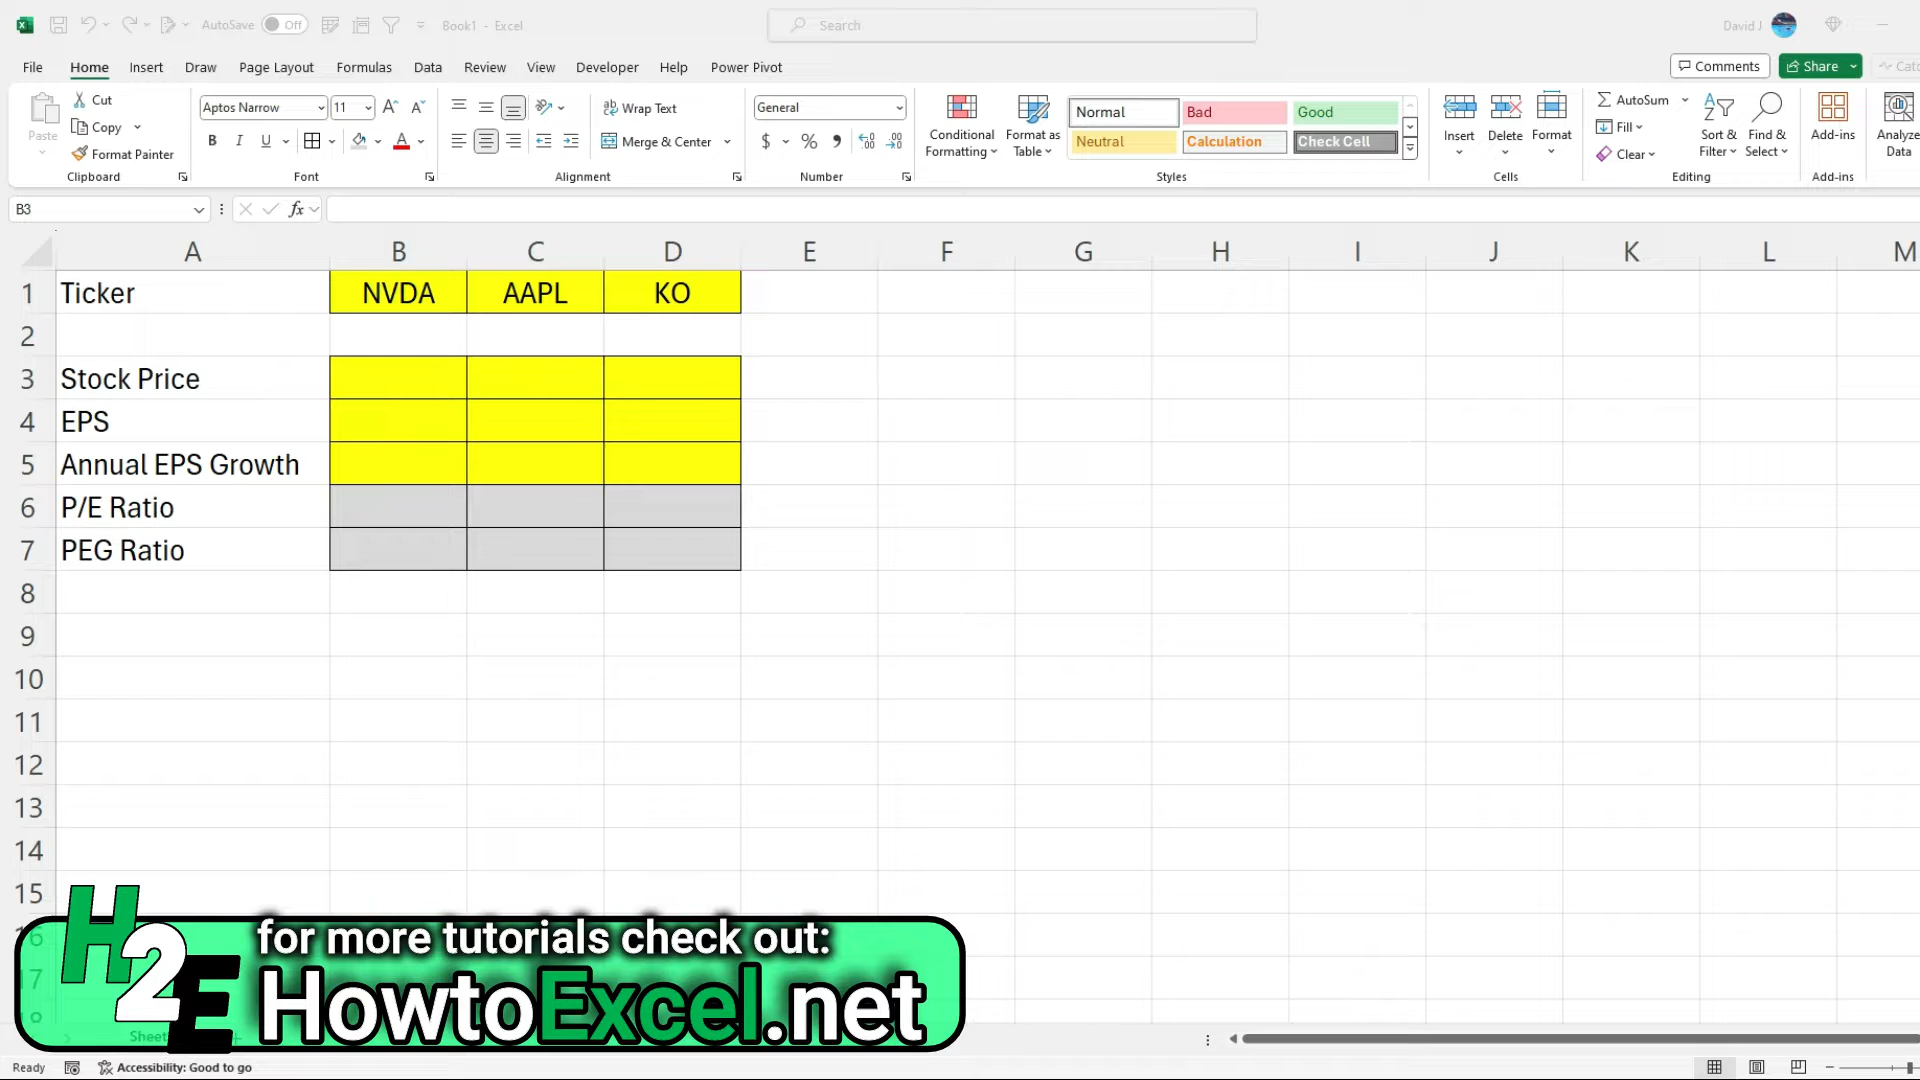 AutoSave Off Book1 - Excel Search David J
File Home Insert Draw Page Layout Formulas Data Review View Developer Help Power Pivot Comments Share
Paste Cut Copy Format Painter Clipboard
Aptos Narrow 11 A A B I U A Font
Wrap Text Merge & Center Alignment
General $ % , Number
Conditional Formatting Format as Table
Normal Bad Good
Neutral Calculation Check Cell
Styles
Insert Delete Format Cells
AutoSum Fill Clear Sort & Filter Find & Select Editing
Add-ins Add-ins
Analyze Data
B3 fx
A B C D E F G H I J K L M
1 Ticker NVDA AAPL KO
2
3 Stock Price
4 EPS
5 Annual EPS Growth
6 P/E Ratio
7 PEG Ratio
8
9
10
11
12
13
14
15
16
17
H2E
for more tutorials check out:
HowtoExcel.net
Ready Accessibility: Good to go